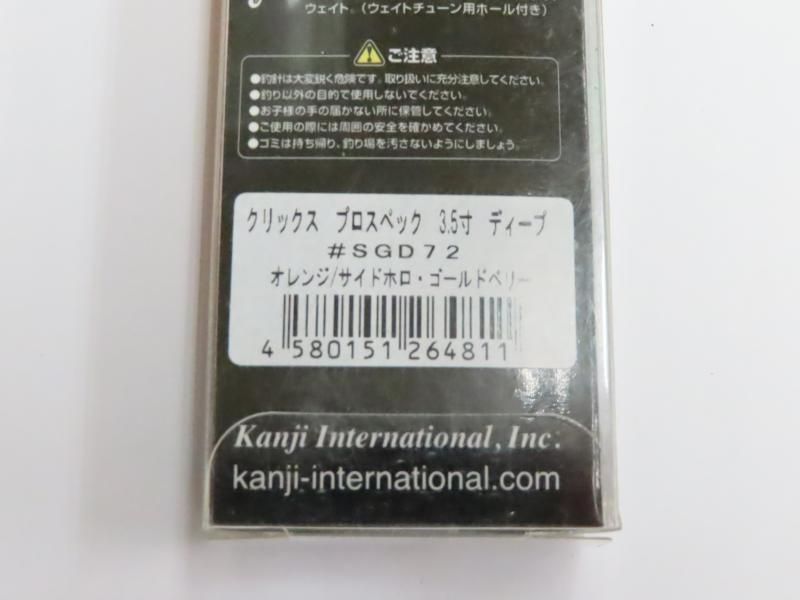 ウェイト。(ウェイトチューン用ホール付き)
ご注意
●釣針は大変鋭く危険です。取り扱いに充分注意してください。
●釣り以外の目的で使用しないでください。
●お子様の手の届かない所に保管してください。
●ご使用の際には周囲の安全を確かめてください。
●ゴミは持ち帰り、釣り場を汚さないようにしましょう。
クリックス プロスペック 3.5寸 ディープ
#SGD72
オレンジ/サイドホロ・ゴールドベリー
4 580151 264811
Kanji International, Inc.
kanji-international.com